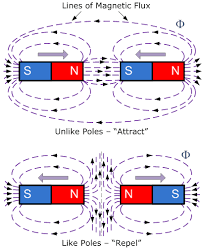 Lines of Magnetic Flux
Φ
S N S N
Unlike Poles – "Attract"
Φ
S N N S
Like Poles – "Repel"